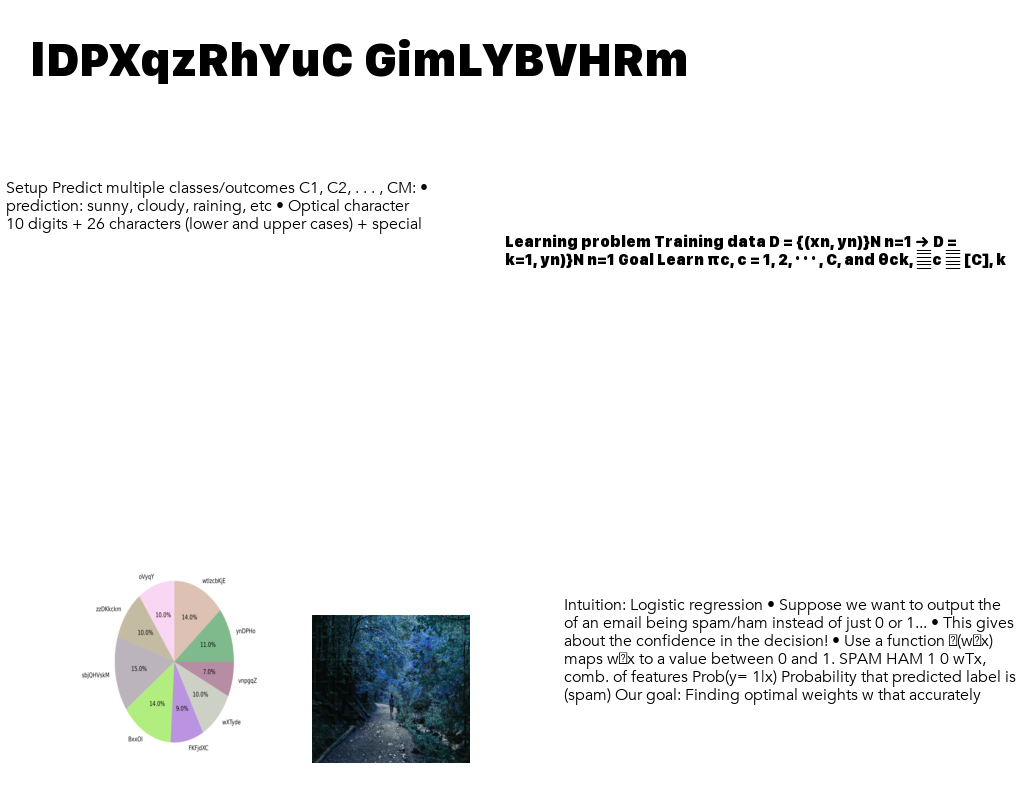 lDPXqzRhYuC GimLYBVHRm
Setup Predict multiple classes/outcomes C1, C2, . . . , CM: •
prediction: sunny, cloudy, raining, etc • Optical character
10 digits + 26 characters (lower and upper cases) + special
Learning problem Training data D = {(xn, yn)}N n=1 → D =
k=1, yn)}N n=1 Goal Learn πc, c = 1, 2, · · · , C, and θck, c [C], k
oVyqY
wtlzcbKjE
zzDKkckm
10.0%
14.0%
ynDPHo
10.0%
11.0%
sbjQHVskM
15.0%
7.0%
vnpgqZ
14.0%
9.0%
10.0%
wXTyde
BxxOl
FKFjdXC
Intuition: Logistic regression • Suppose we want to output the
of an email being spam/ham instead of just 0 or 1... • This gives
about the confidence in the decision! • Use a function (wx)
maps wx to a value between 0 and 1. SPAM HAM 1 0 wTx,
comb. of features Prob(y= 1|x) Probability that predicted label is
(spam) Our goal: Finding optimal weights w that accurately